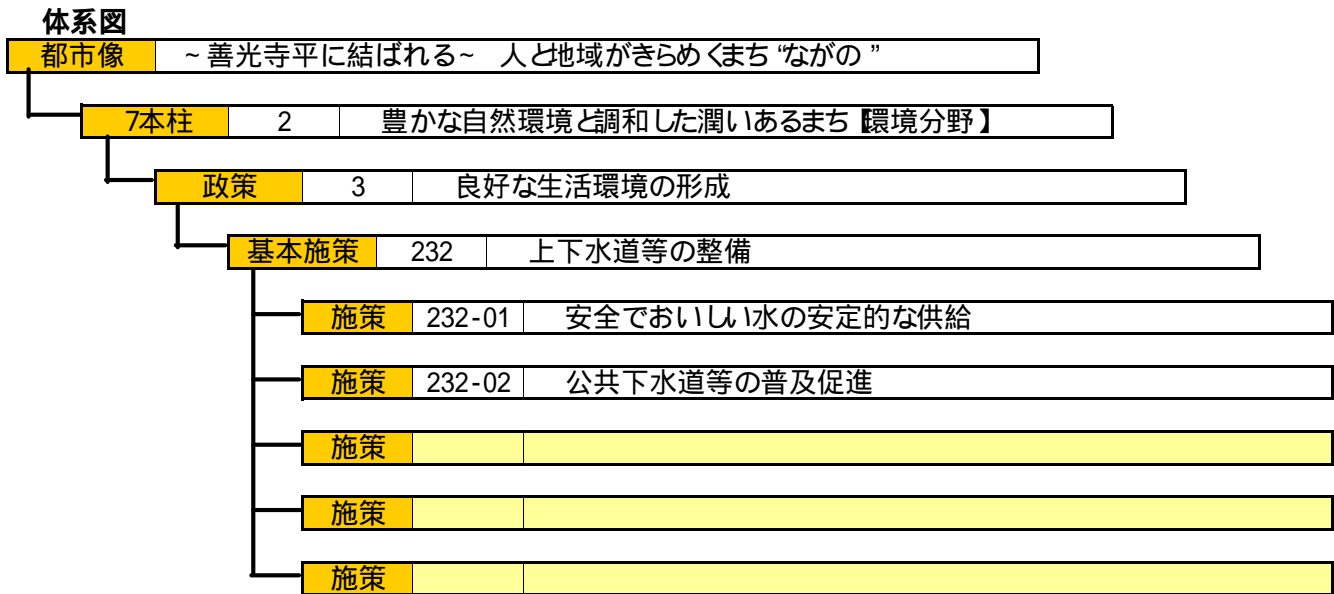 体系図
都市像 ~善光寺平に結ばれる~ 人と地域がきらめくまち “ながの”
7本柱 2 豊かな自然環境と調和した潤いあるまち【環境分野】
政策 3 良好な生活環境の形成
基本施策 232 上下水道等の整備
施策 232-01 安全でおいしい水の安定的な供給
施策 232-02 公共下水道等の普及促進
施策
施策
施策